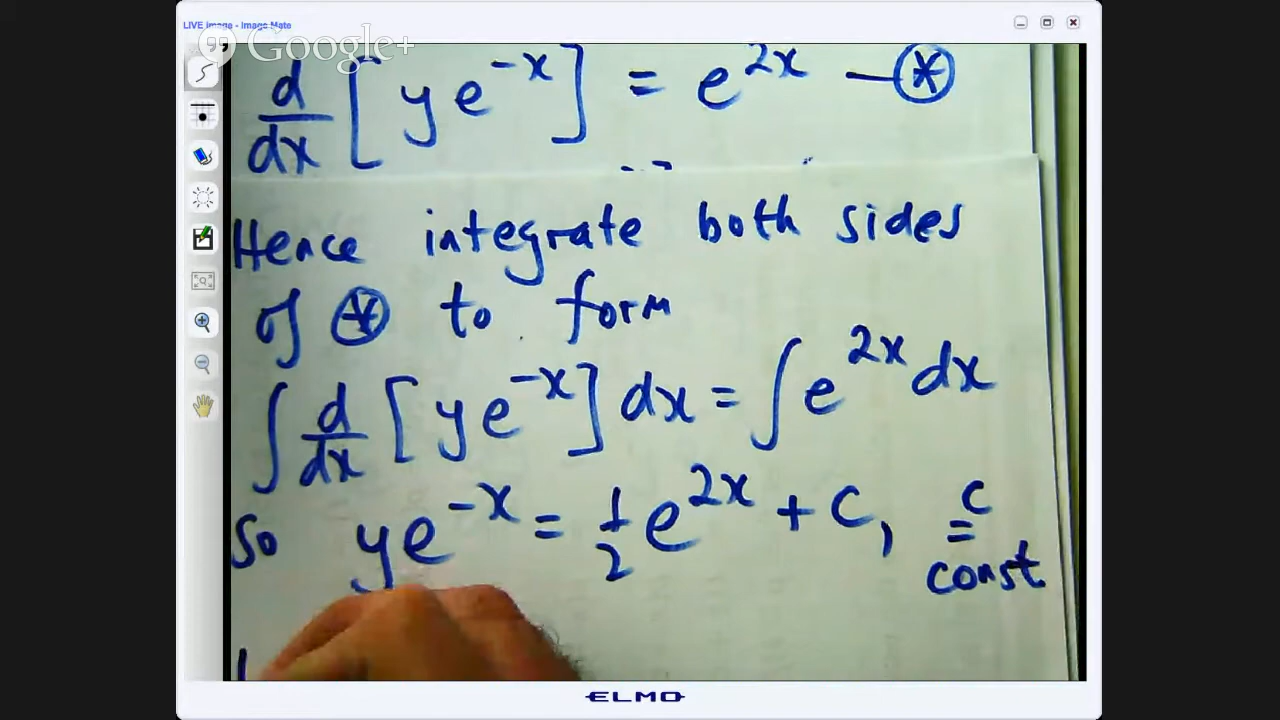 LIVE image - Image Mate
Google+
d/dx [ye^{-x}] = e^{2x} — ⊛
Hence integrate both sides
of ⊛ to form
∫ d/dx [ye^{-x}] dx = ∫ e^{2x} dx
So ye^{-x} = 1/2 e^{2x} + C, C = const
ELMO